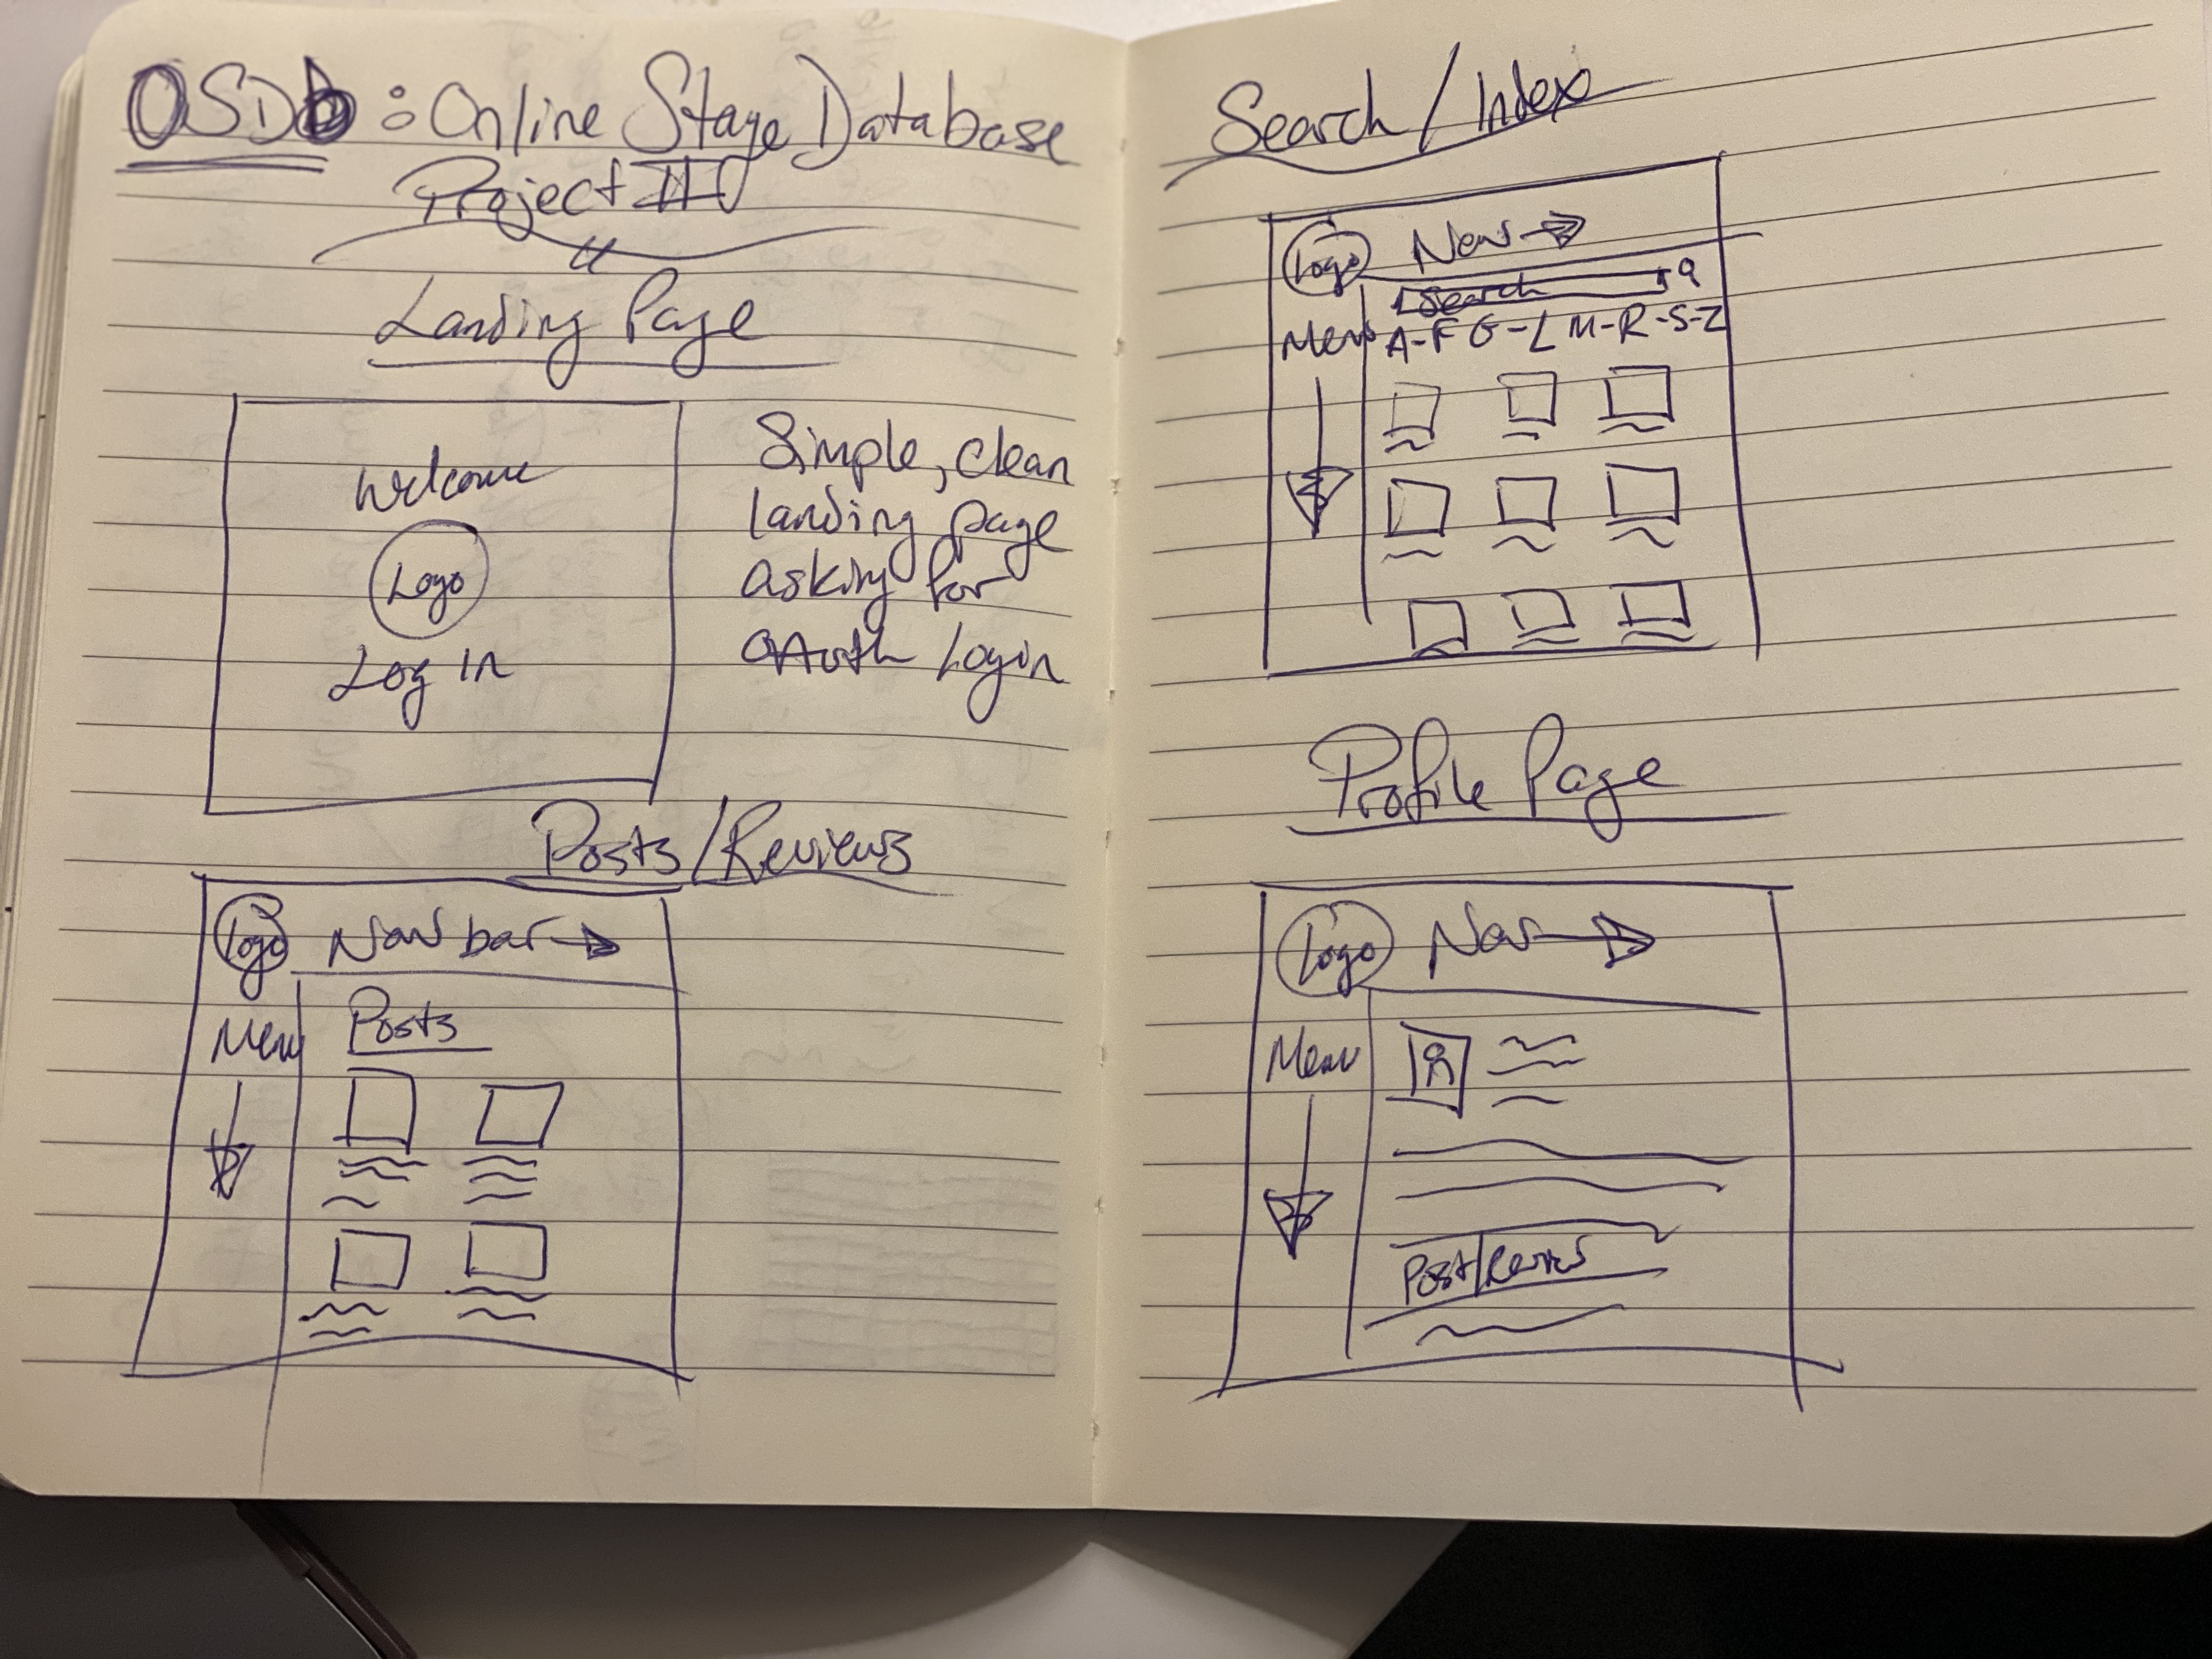 OSDb: Online Stage Database
Project III
Landing Page
Welcome
Logo
Log in
Simple, clean
landing page
asking for
OAuth Login
Posts/Reviews
Logo
Nav bar
Menu
Posts
Search/Index
Logo
Nav
Search
Menu
A-F G-L M-R-S-Z
Profile Page
Logo
Nav
Menu
Post/Reviews